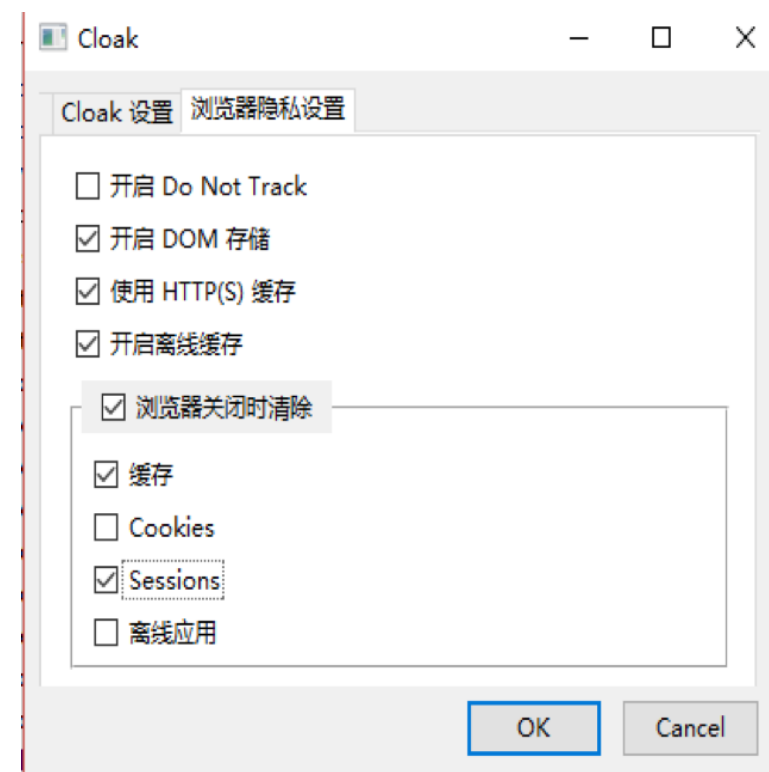 Cloak
Cloak 设置 浏览器隐私设置
开启 Do Not Track
开启 DOM 存储
使用 HTTP(S) 缓存
开启离线缓存
浏览器关闭时清除
缓存
Cookies
Sessions
离线应用
OK Cancel